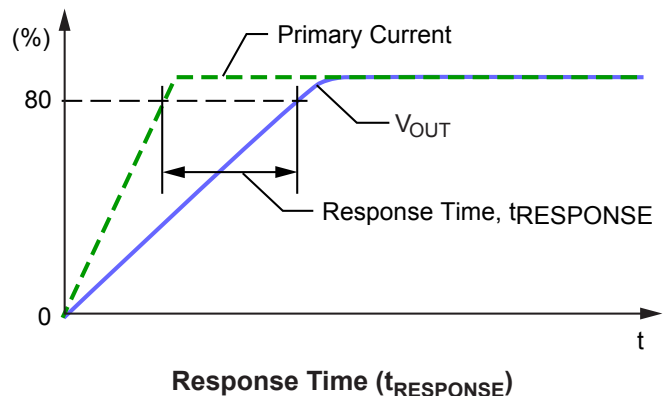 (%)
Primary Current
80
VOUT
Response Time, tRESPONSE
0
t
Response Time (tRESPONSE)